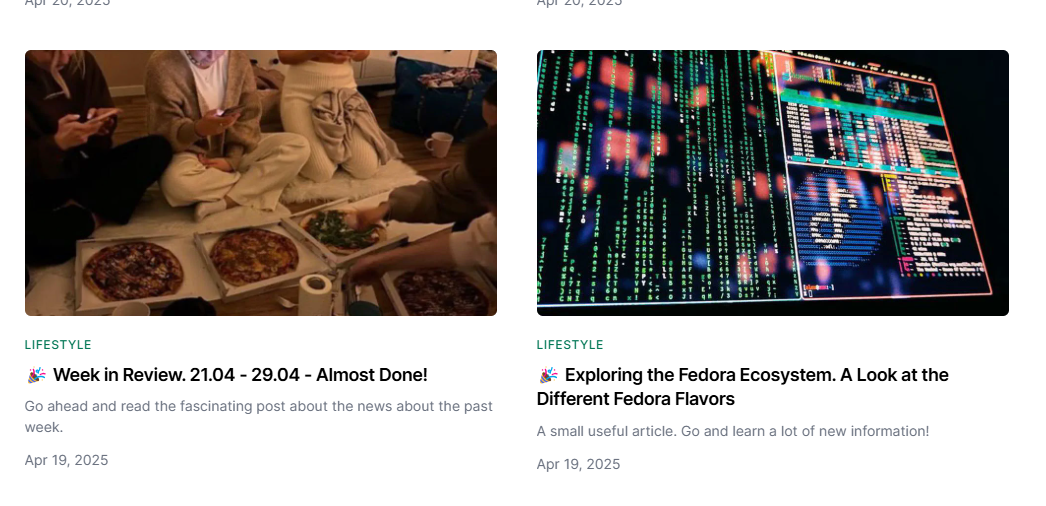 Apr 20, 2025
Apr 20, 2025
LIFESTYLE
🎉 Week in Review. 21.04 - 29.04 - Almost Done!
Go ahead and read the fascinating post about the news about the past
week.
Apr 19, 2025
LIFESTYLE
🎉 Exploring the Fedora Ecosystem. A Look at the
Different Fedora Flavors
A small useful article. Go and learn a lot of new information!
Apr 19, 2025